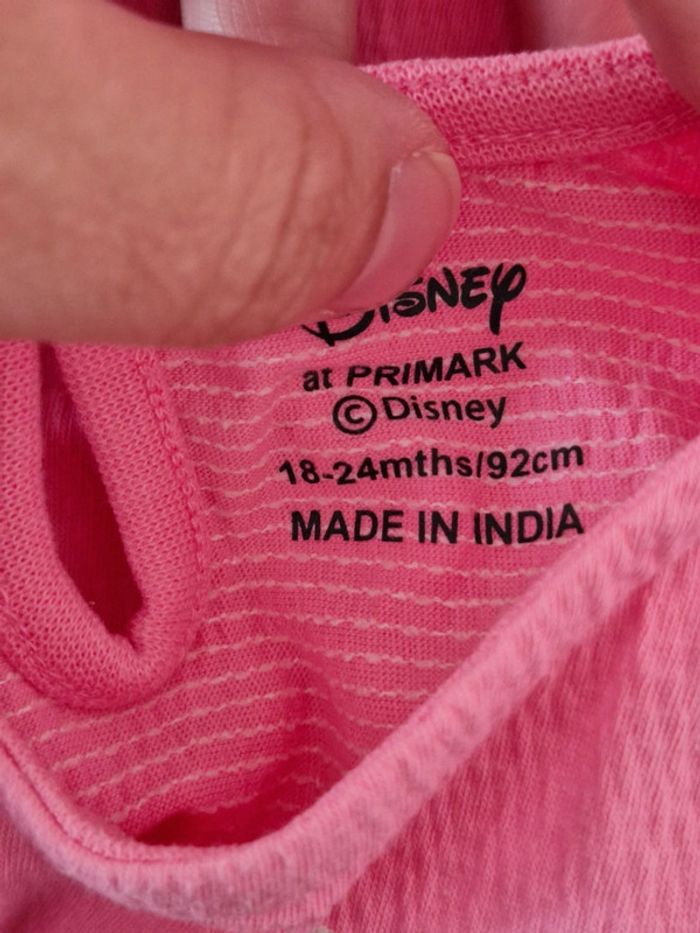 DISNEY
at PRIMARK
©Disney
18-24mths/92cm
MADE IN INDIA